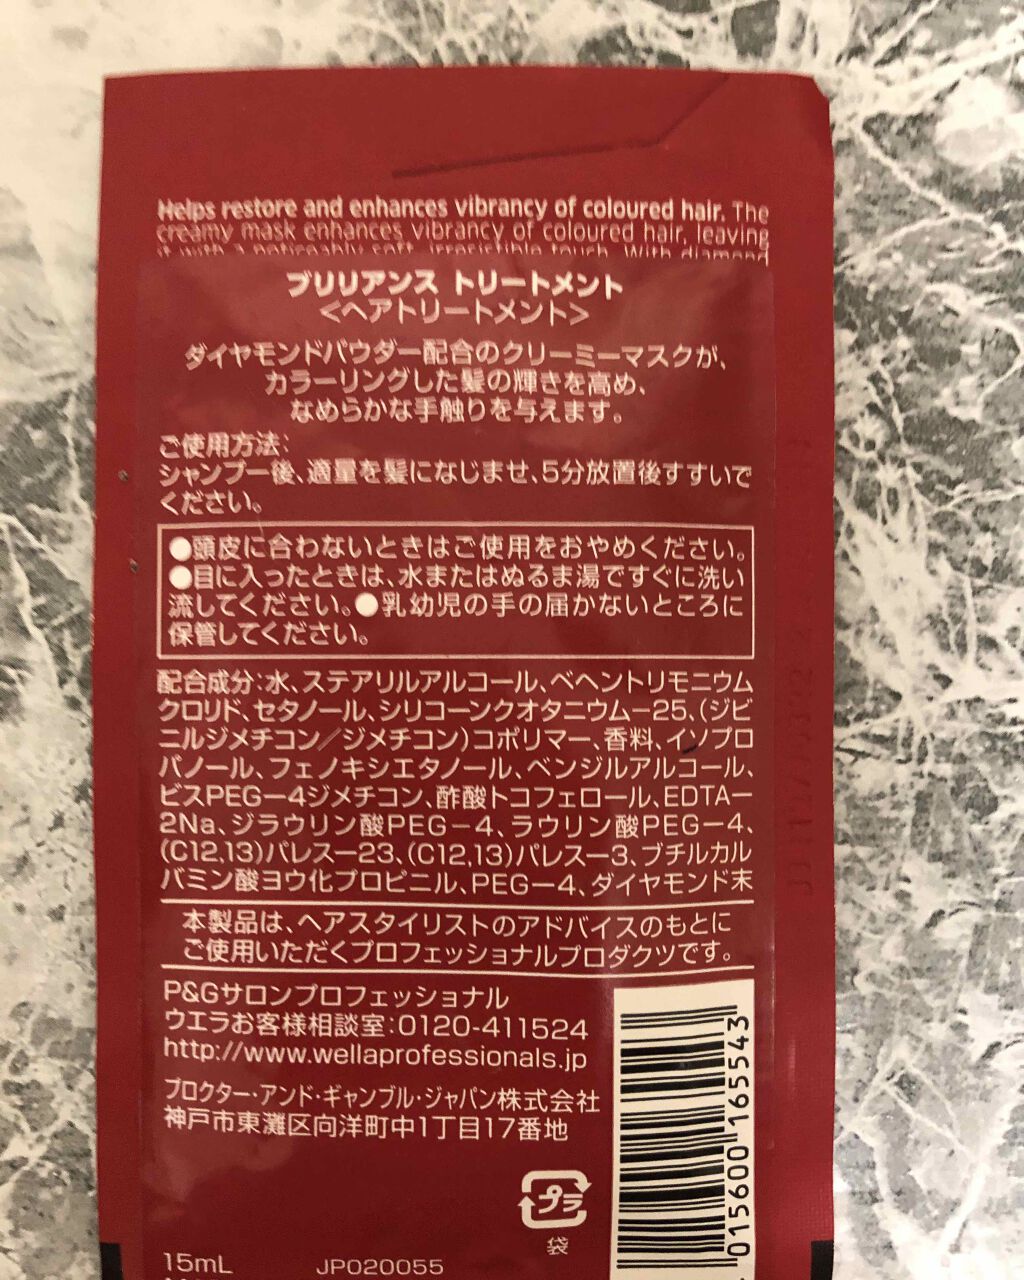 Helps restore and enhances vibrancy of coloured hair. The
creamy mask enhances vibrancy of coloured hair, leaving
it with a noticeably soft, irresistible touch. With diamond
ブリリアンス トリートメント
<ヘアトリートメント>
ダイヤモンドパウダー配合のクリーミーマスクが、
カラーリングした髪の輝きを高め、
なめらかな手触りを与えます。
ご使用方法:
シャンプー後、適量を髪になじませ、5分放置後すすいで
ください。
●頭皮に合わないときはご使用をおやめください。
●目に入ったときは、水またはぬるま湯ですぐに洗い
流してください。●乳幼児の手の届かないところに
保管してください。
配合成分:水、ステアリルアルコール、ベヘントリモニウム
クロリド、セタノール、シリコーンクオタニウム−25、(ジビ
ニルジメチコン/ジメチコン)コポリマー、香料、イソプロ
パノール、フェノキシエタノール、ベンジルアルコール、
ビスPEG−4ジメチコン、酢酸トコフェロール、EDTA−
2Na、ジラウリン酸PEG−4、ラウリン酸PEG−4、
(C12,13)パレス−23、(C12,13)パレス−3、ブチルカル
バミン酸ヨウ化プロピニル、PEG−4、ダイヤモンド末
本製品は、ヘアスタイリストのアドバイスのもとに
ご使用いただくプロフェッショナルプロダクツです。
P&Gサロンプロフェッショナル
ウエラお客様相談室:0120-411524
http://www.wellaprofessionals.jp
プロクター・アンド・ギャンブル・ジャパン株式会社
神戸市東灘区向洋町中1丁目17番地
プラ
袋
015600 165543
15mL JP020055